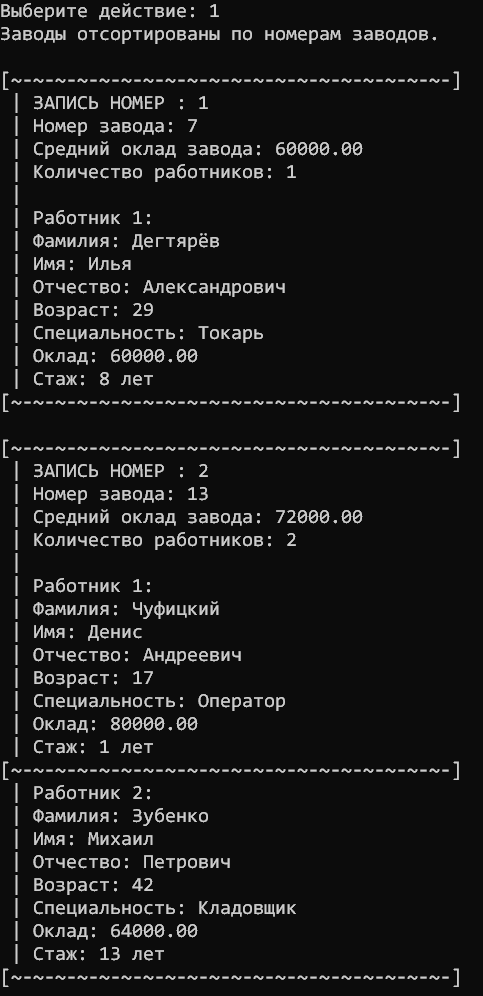 Выберите действие: 1
Заводы отсортированы по номерам заводов.
[~-~-~-~-~-~-~-~-~-~-~-~-~-~-~-~-~-~-~-]
| ЗАПИСЬ НОМЕР : 1
| Номер завода: 7
| Средний оклад завода: 60000.00
| Количество работников: 1
|
| Работник 1:
| Фамилия: Дегтярёв
| Имя: Илья
| Отчество: Александрович
| Возраст: 29
| Специальность: Токарь
| Оклад: 60000.00
| Стаж: 8 лет
[~-~-~-~-~-~-~-~-~-~-~-~-~-~-~-~-~-~-~-]
[~-~-~-~-~-~-~-~-~-~-~-~-~-~-~-~-~-~-~-]
| ЗАПИСЬ НОМЕР : 2
| Номер завода: 13
| Средний оклад завода: 72000.00
| Количество работников: 2
|
| Работник 1:
| Фамилия: Чуфицкий
| Имя: Денис
| Отчество: Андреевич
| Возраст: 17
| Специальность: Оператор
| Оклад: 80000.00
| Стаж: 1 лет
[~-~-~-~-~-~-~-~-~-~-~-~-~-~-~-~-~-~-~-]
| Работник 2:
| Фамилия: Зубенко
| Имя: Михаил
| Отчество: Петрович
| Возраст: 42
| Специальность: Кладовщик
| Оклад: 64000.00
| Стаж: 13 лет
[~-~-~-~-~-~-~-~-~-~-~-~-~-~-~-~-~-~-~-]